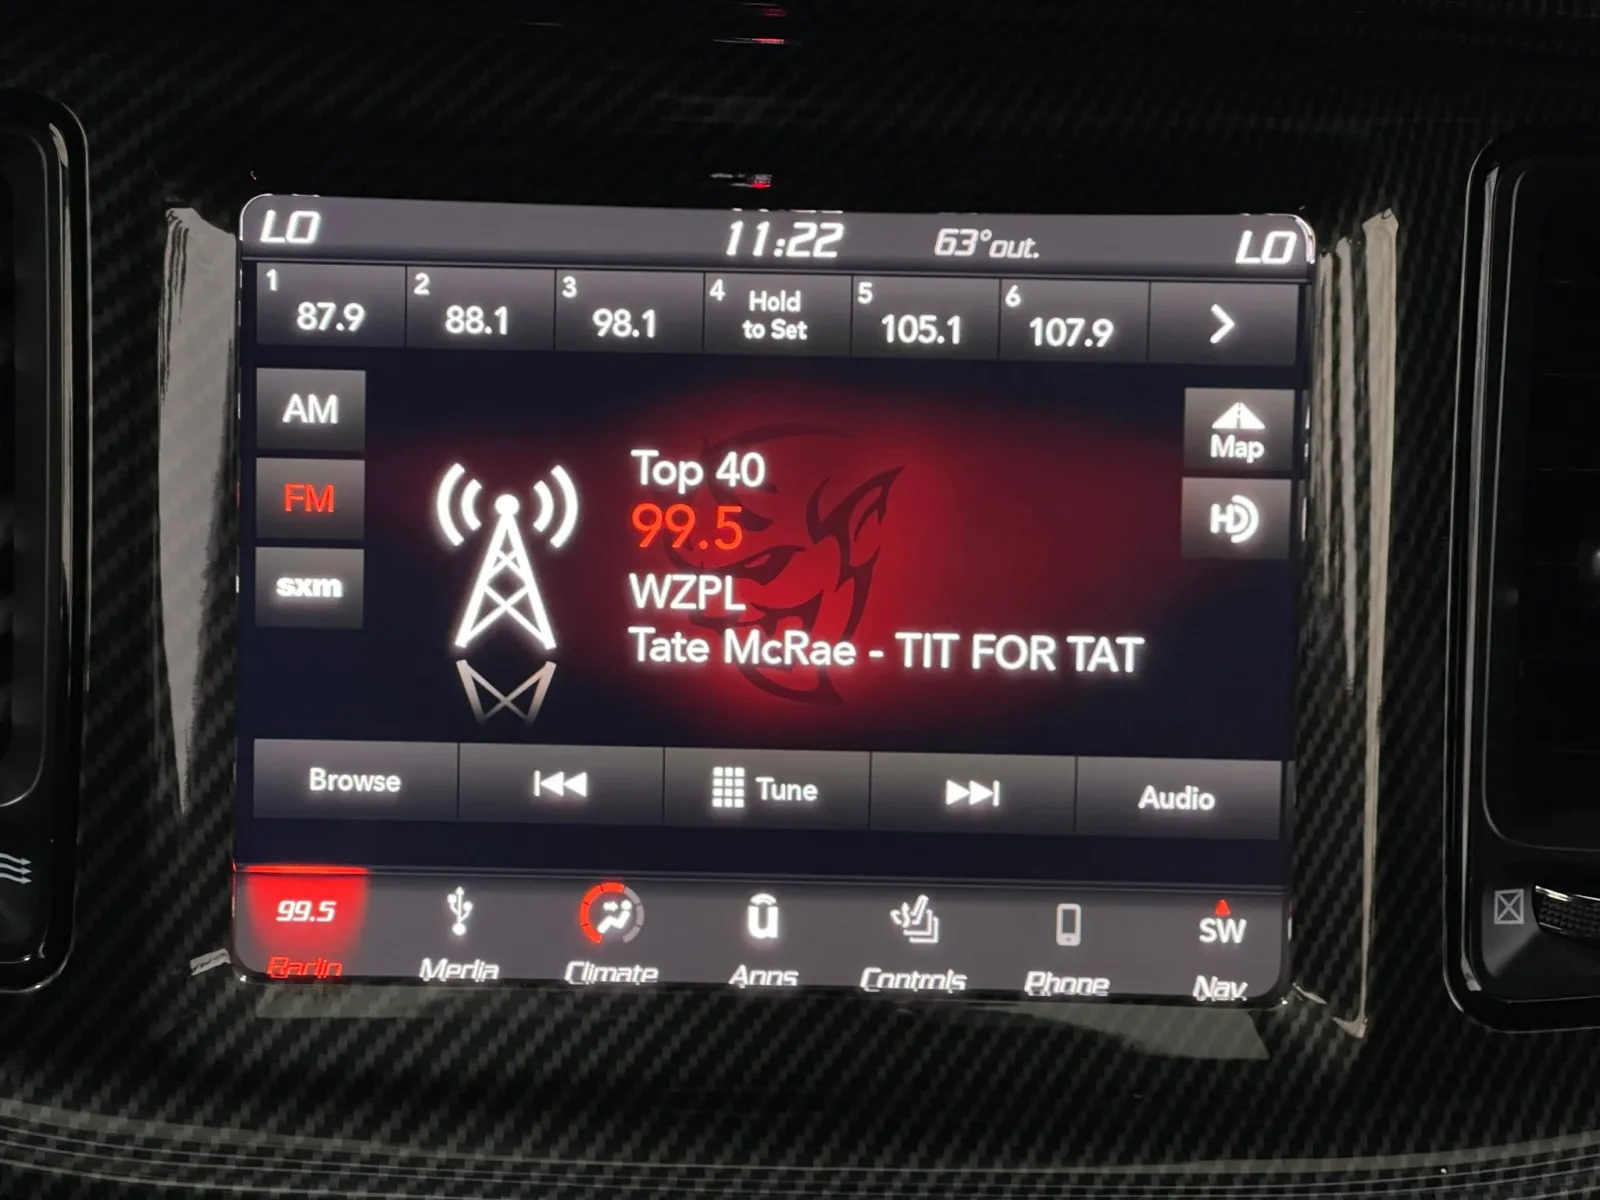 LO 11:22 63°out. LO
1 87.9 2 88.1 3 98.1 4 Hold to Set 5 105.1 6 107.9
AM
Map
FM
HD
sxm
Top 40
99.5
WZPL
Tate McRae - TIT FOR TAT
Browse Tune Audio
99.5 u SW
Radio Media Climate Apps Controls Phone Nav